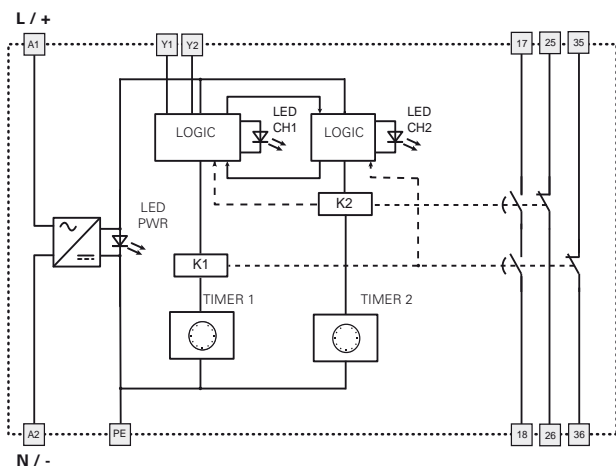 L / +
A1
Y1
Y2
17
25
35
LED
CH1
LED
CH2
LOGIC
LOGIC
K2
LED
PWR
K1
TIMER 1
TIMER 2
A2
PE
18
26
36
N / -